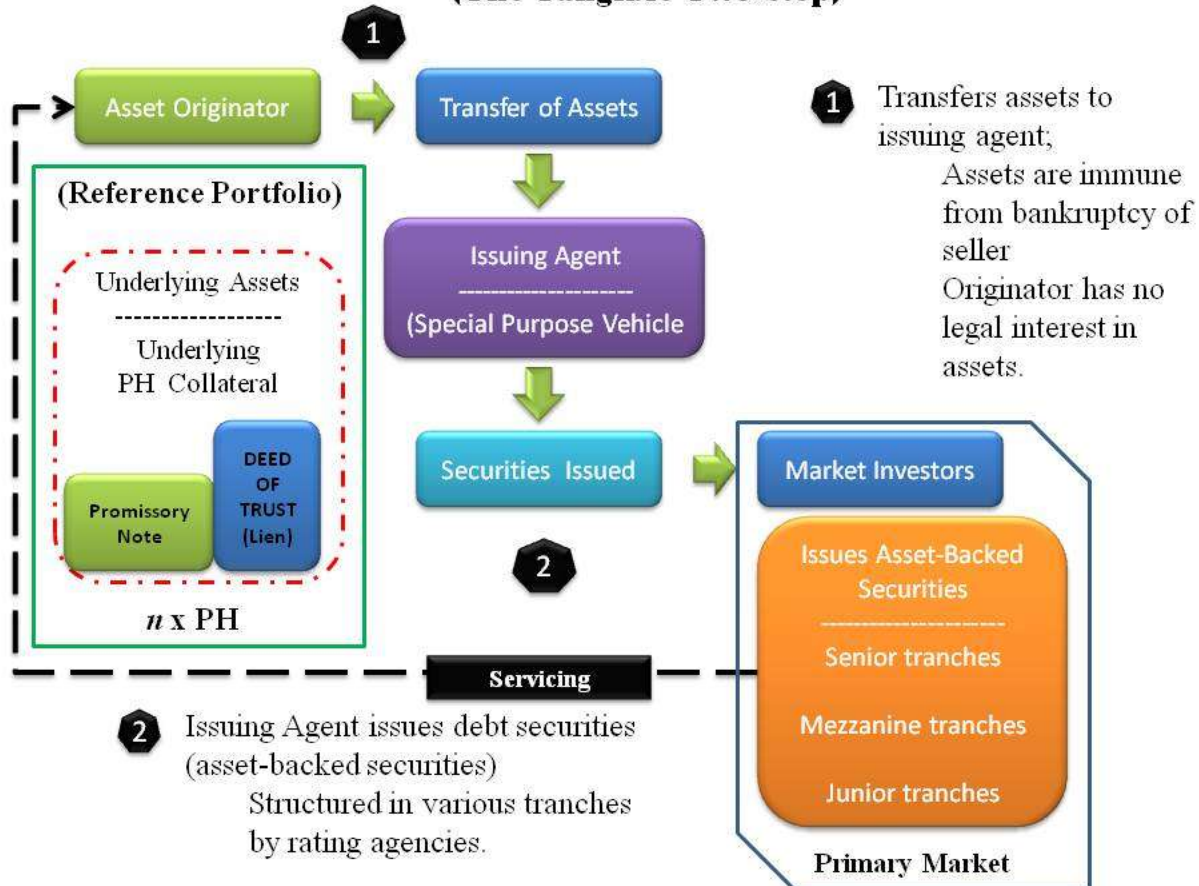 1
Asset Originator
Transfer of Assets
1 Transfers assets to
issuing agent;
Assets are immune
from bankruptcy of
seller
Originator has no
legal interest in
assets.
(Reference Portfolio)
Underlying Assets
------------------
Underlying
PH Collateral
Promissory
Note
DEED
OF
TRUST
(Lien)
n x PH
Issuing Agent
----------------------
(Special Purpose Vehicle
Securities Issued
2
Market Investors
Issues Asset-Backed
Securities
-----------------------
Senior tranches
Mezzanine tranches
Junior tranches
Primary Market
Servicing
2 Issuing Agent issues debt securities
(asset-backed securities)
Structured in various tranches
by rating agencies.